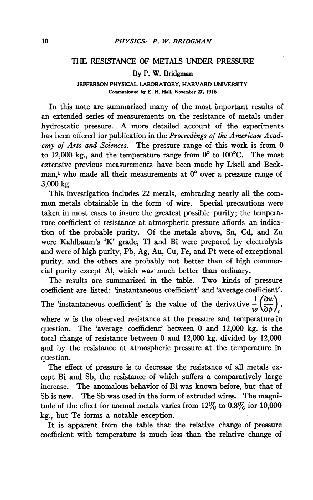 10 PHYSICS: P. W. BRIDGMAN
THE RESISTANCE OF METALS UNDER PRESSURE
By P. W. Bridgman
JEFFERSON PHYSICAL LABORATORY, HARVARD UNIVERSITY
Communicated by E. H. Hall, November 27, 1916
In this note are summarized many of the most important results of
an extended series of measurements on the resistance of metals under
hydrostatic pressure. A more detailed account of the experiments
has been offered for publication in the Proceedings of the American Acad-
emy of Arts and Sciences. The pressure range of this work is from 0
to 12,000 kg., and the temperature range from 0° to 100°C. The most
extensive previous measurements have been made by Lisell and Beck-
man,¹ who made all their measurements at 0° over a pressure range of
3,000 kg.
This investigation includes 22 metals, embracing nearly all the com-
mon metals obtainable in the form of wire. Special precautions were
taken in most cases to insure the greatest possible purity; the tempera-
ture coefficient of resistance at atmospheric pressure affords an indica-
tion of the probable purity. Of the metals above, Sn, Cd, and Zn
were Kahlbaum's 'K' grade, Tl and Bi were prepared by electrolysis
and were of high purity, Pb, Ag, Au, Cu, Fe, and Pt were of exceptional
purity, and the others are probably not better than of high commer-
cial purity except Al, which was much better than ordinary.
The results are summarized in the table. Two kinds of pressure
coefficient are listed; 'instantaneous coefficient' and 'average coefficient'.
The 'instantaneous coefficient' is the value of the derivative 1/w (∂w/∂p)τ,
where w is the observed resistance at the pressure and temperature in
question. The 'average coefficient' between 0 and 12,000 kg. is the
total change of resistance between 0 and 12,000 kg. divided by 12,000
and by the resistance at atmospheric pressure at the temperature in
question.
The effect of pressure is to decrease the resistance of all metals ex-
cept Bi and Sb, the resistance of which suffers a comparatively large
increase. The anomalous behavior of Bi was known before, but that of
Sb is new. The Sb was used in the form of extruded wires. The magni-
tude of the effect for normal metals varies from 12% to 0.8% for 10,000
kg., but Te forms a notable exception.
It is apparent from the table that the relative change of pressure
coefficient with temperature is much less than the relative change of